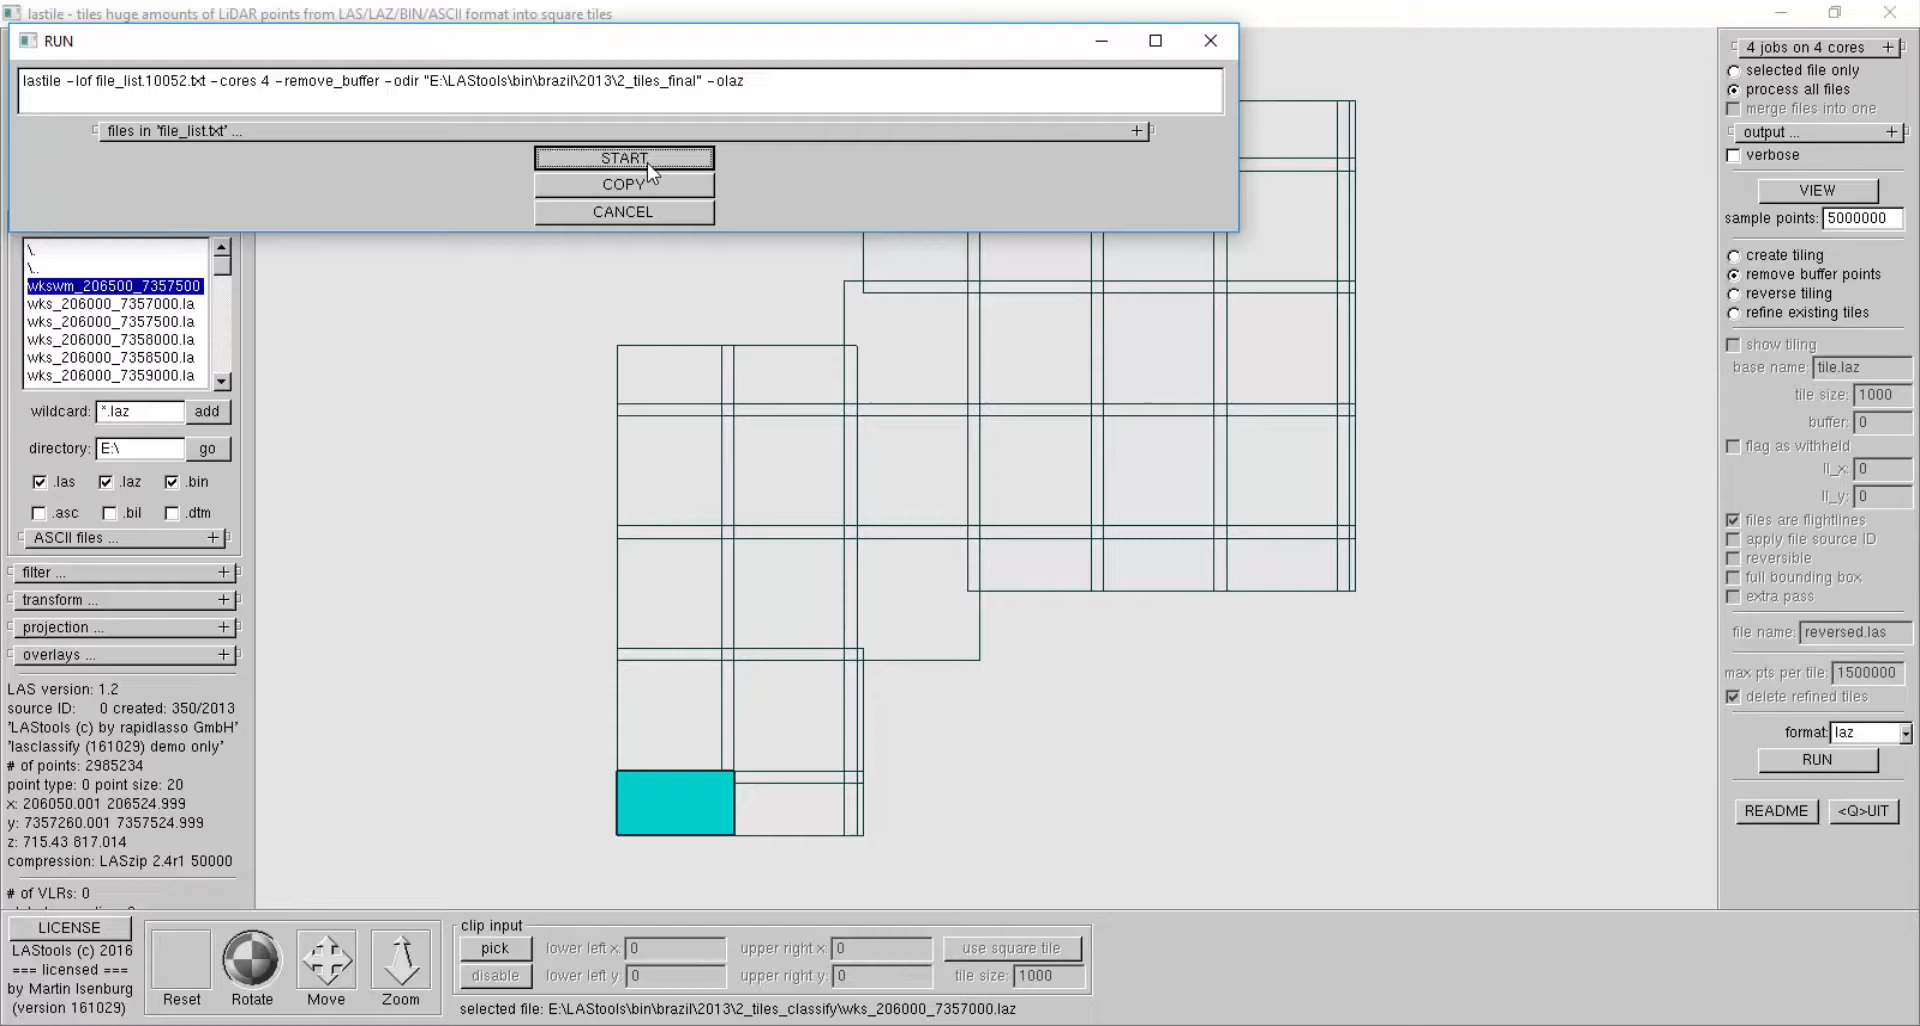 lastile - tiles huge amounts of LiDAR points from LAS/LAZ/BIN/ASCII format into square tiles
RUN
lastile -lof file_list.10052.txt -cores 4 -remove_buffer -odir "E:\LAStools\bin\brazil\2013\2_tiles_final" -olaz
files in 'file_list.txt' ... +
START
COPY
CANCEL
\.
\..
wkswm_206500_7357500
wks_206000_7357000.la
wks_206000_7357500.la
wks_206000_7358000.la
wks_206000_7358500.la
wks_206000_7359000.la
wildcard: *.laz add
directory: E:\ go
.las .laz .bin
.asc .bil .dtm
ASCII files ... +
filter ... +
transform ... +
projection ... +
overlays ... +
LAS version: 1.2
source ID: 0 created: 350/2013
'LAStools (c) by rapidlasso GmbH'
'lasclassify (161029) demo only'
# of points: 2985234
point type: 0 point size: 20
x: 206050.001 206524.999
y: 7357260.001 7357524.999
z: 715.43 817.014
compression: LASzip 2.4r1 50000
# of VLRs: 0
LICENSE
LAStools (c) 2016
=== licensed ===
by Martin Isenburg
(version 161029)
Reset Rotate Move Zoom
clip input
pick lower left x: 0 upper right x: 0 use square tile
disable lower left y: 0 upper right y: 0 tile size: 1000
selected file: E:\LAStools\bin\brazil\2013\2_tiles_classify\wks_206000_7357000.laz
4 jobs on 4 cores +
selected file only
process all files
merge files into one
output ... +
verbose
VIEW
sample points: 5000000
create tiling
remove buffer points
reverse tiling
refine existing tiles
show tiling
base name: tile.laz
tile size: 1000
buffer: 0
flag as withheld
ll_x: 0
ll_y: 0
files are flightlines
apply file source ID
reversible
full bounding box
extra pass
file name: reversed.las
max pts per tile: 1500000
delete refined tiles
format: laz
RUN
README <Q>UIT